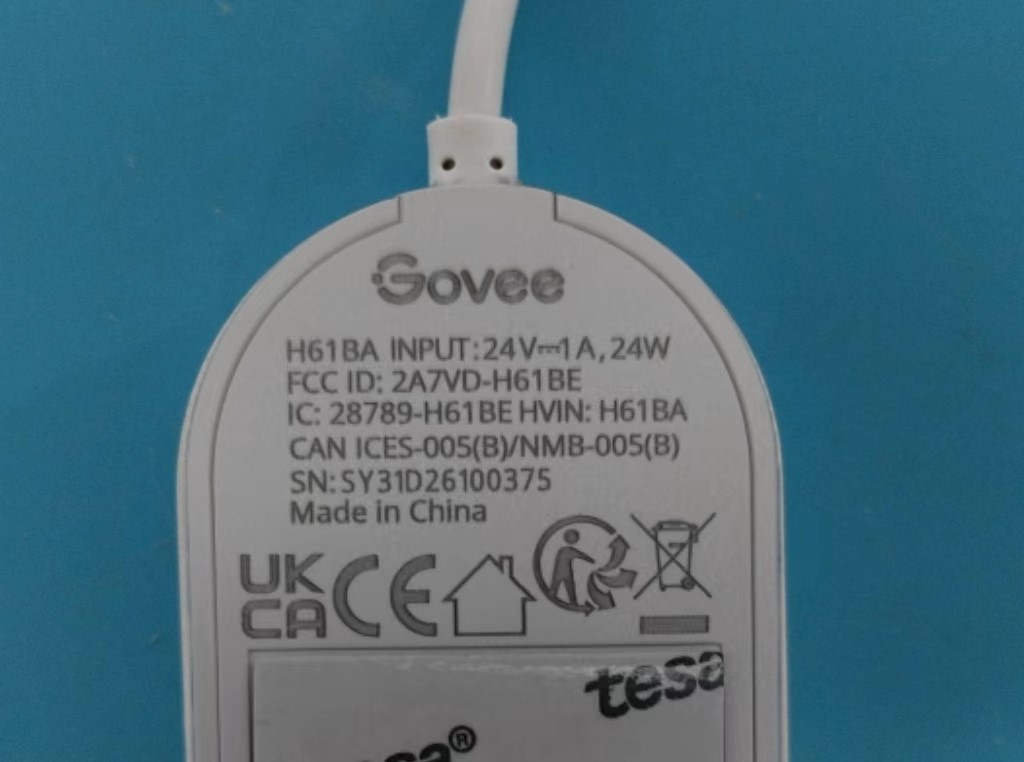 Govee
H61BA INPUT: 24V⎓1A, 24W
FCC ID: 2A7VD-H61BE
IC: 28789-H61BE HVIN: H61BA
CAN ICES-005(B)/NMB-005(B)
SN: SY31D26100375
Made in China
UK
CA CE
tesa
sa®